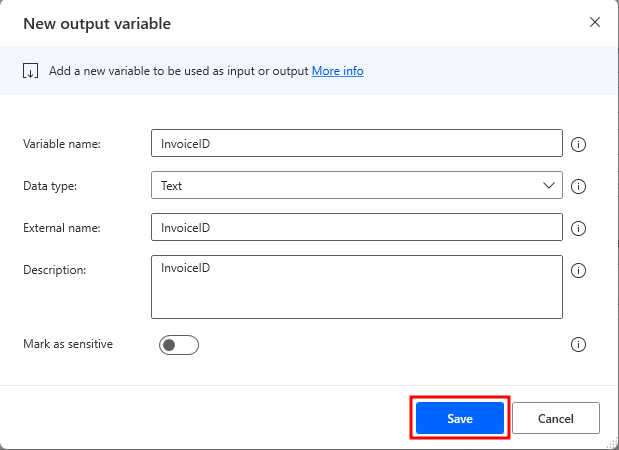 New output variable
Add a new variable to be used as input or output More info
Variable name: InvoiceID
Data type: Text
External name: InvoiceID
Description: InvoiceID
Mark as sensitive
Save Cancel